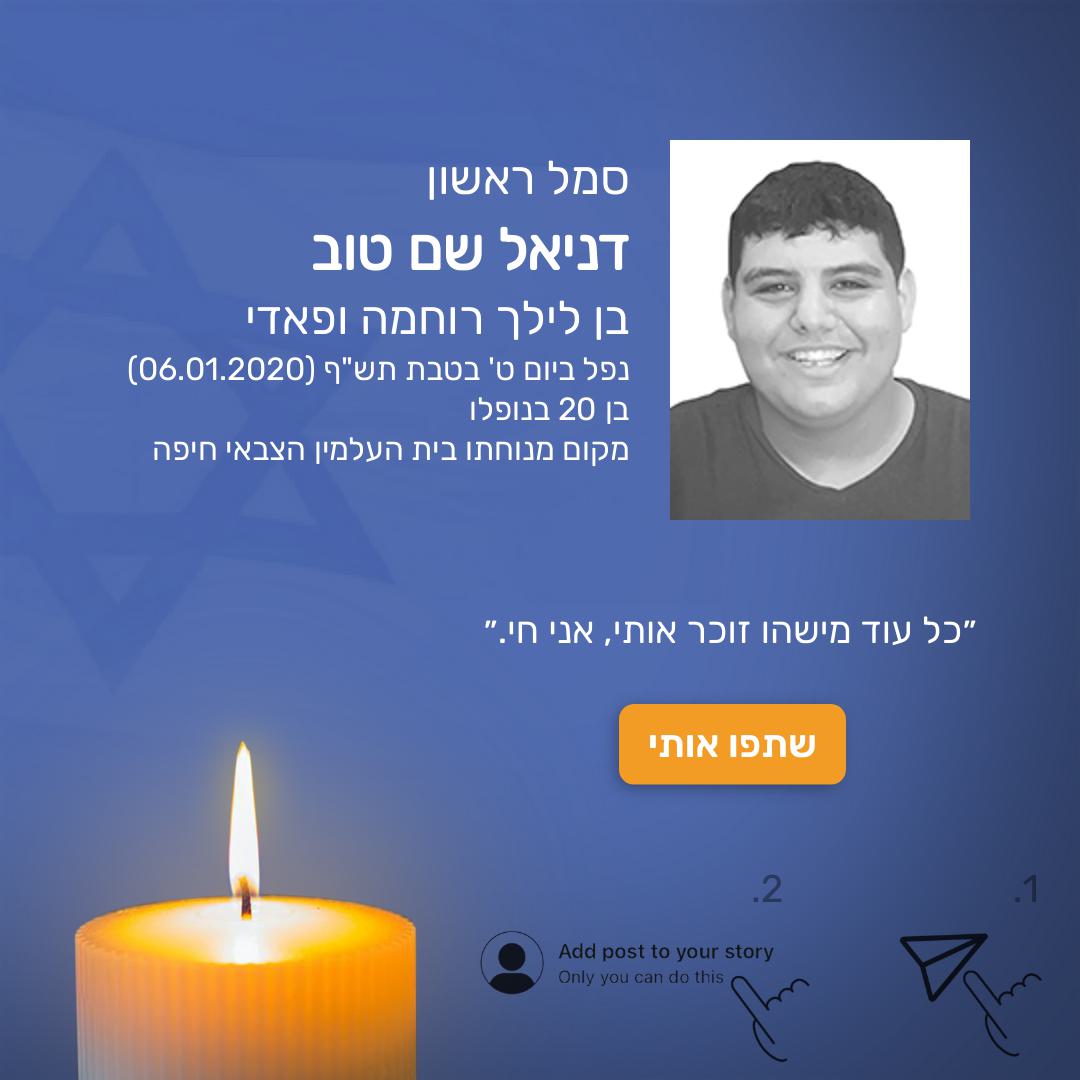 סמל ראשון
דניאל שם טוב
בן לילך רוחמה ופאדי
נפל ביום ט' בטבת תש"ף (06.01.2020)
בן 20 בנופלו
מקום מנוחתו בית העלמין הצבאי חיפה
״כל עוד מישהו זוכר אותי, אני חי.״
שתפו אותי
.1
.2
Add post to your story
Only you can do this